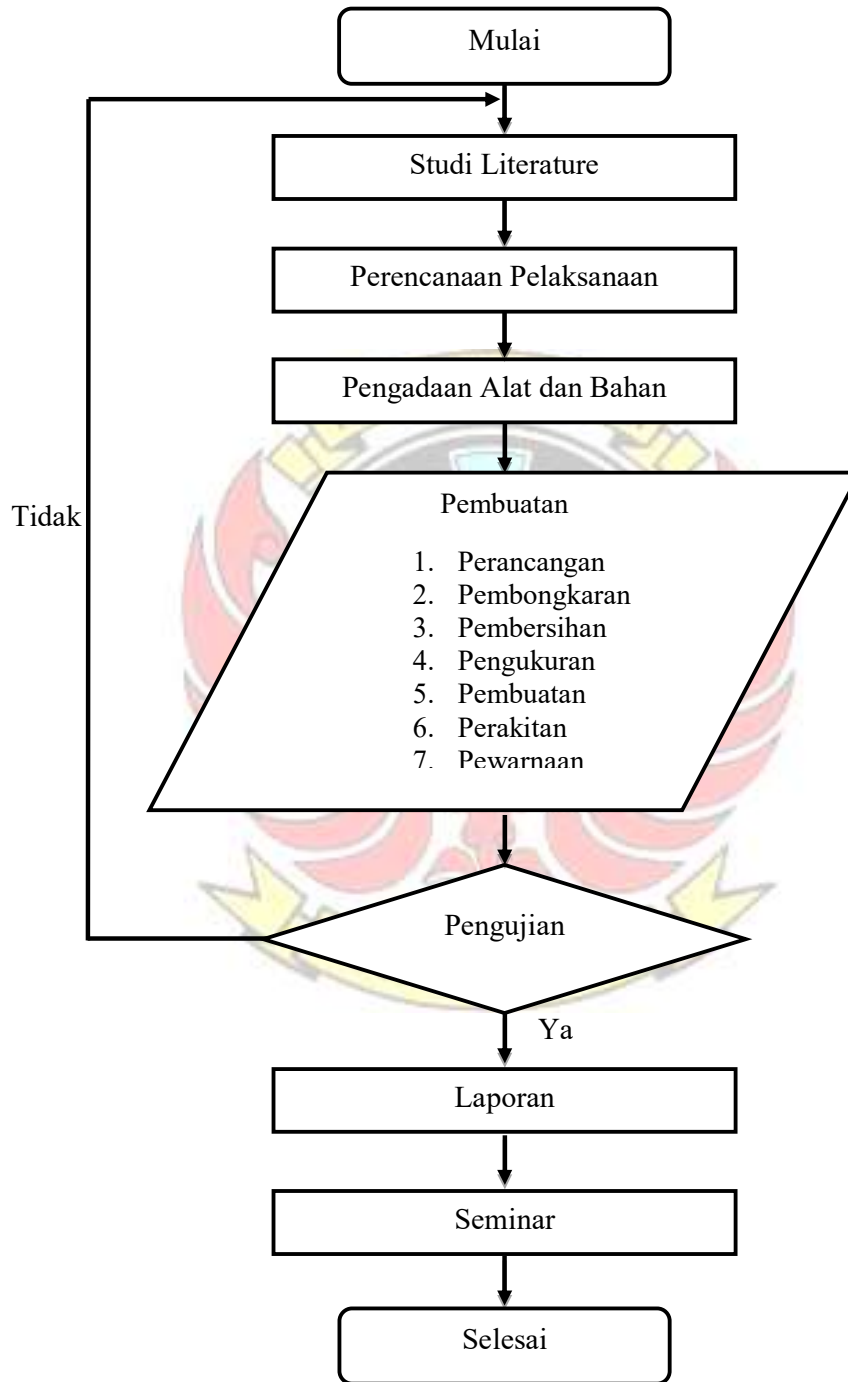 Mulai
Studi Literature
Perencanaan Pelaksanaan
Pengadaan Alat dan Bahan
Tidak
Pembuatan
1. Perancangan
2. Pembongkaran
3. Pembersihan
4. Pengukuran
5. Pembuatan
6. Perakitan
7. Pewarnaan
Pengujian
Ya
Laporan
Seminar
Selesai